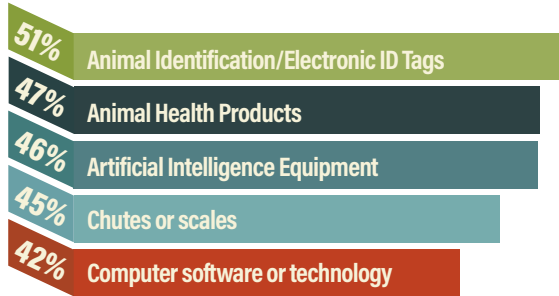 51% Animal Identification/Electronic ID Tags
47% Animal Health Products
46% Artificial Intelligence Equipment
45% Chutes or scales
42% Computer software or technology